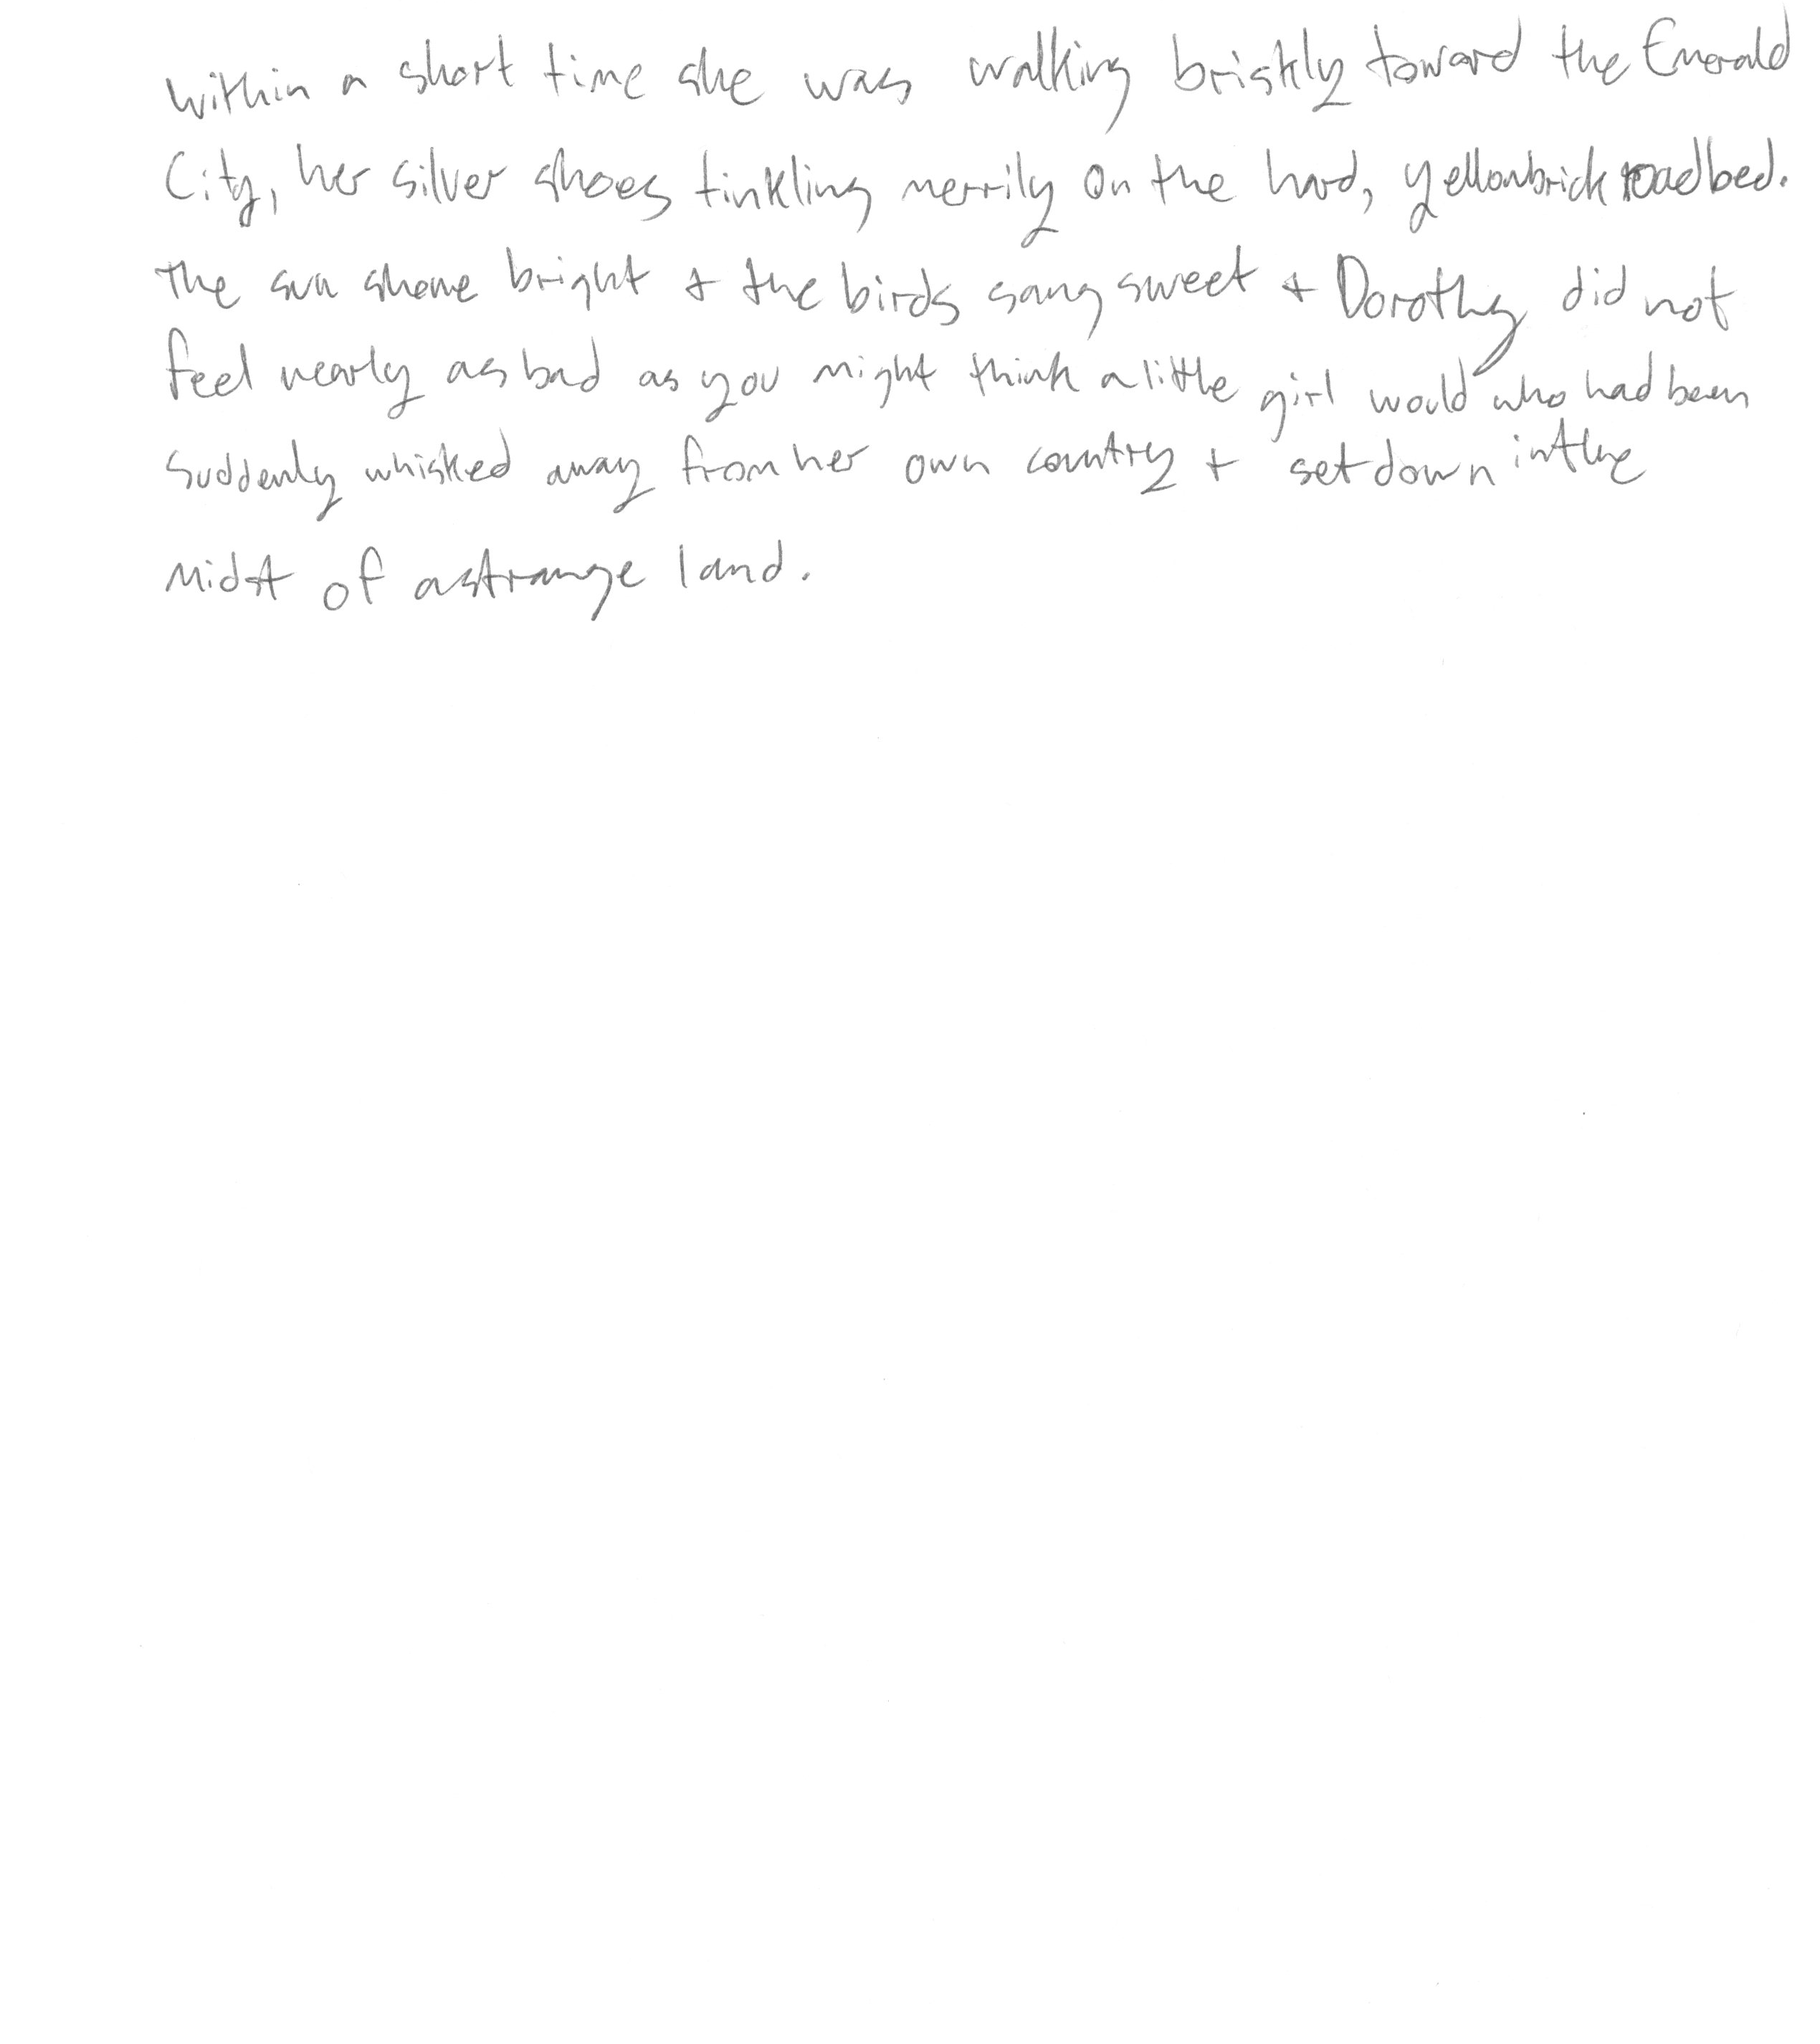 within a short time she was walking briskly toward the Emerald
City, her silver shoes tinkling merrily on the hard, yellow brick roadbed.
The sun shone bright + the birds sang sweet + Dorothy did not
feel nearly as bad as you might think a little girl would who had been
suddenly whisked away from her own country + set down in the
midst of a strange land.